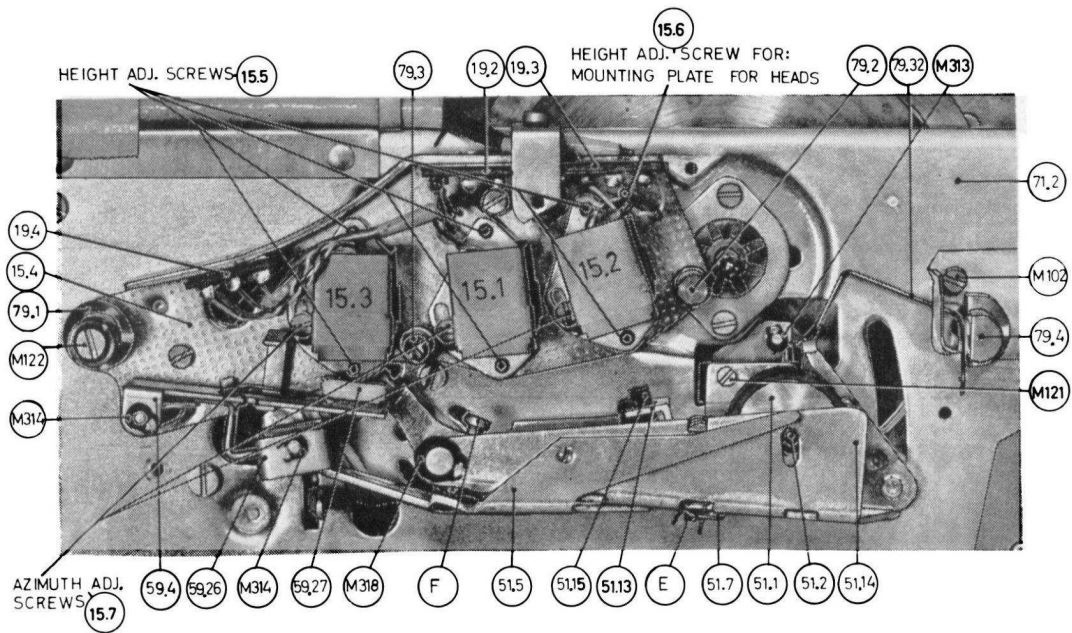 15.6
HEIGHT ADJ. SCREW FOR:
MOUNTING PLATE FOR HEADS
HEIGHT ADJ. SCREWS 15.5
79.3
19.2
19.3
79.2
79.32
M313
71.2
19.4
15.4
79.1
M122
M314
15.3
15.1
15.2
M102
79.4
M121
AZIMUTH ADJ.
SCREWS 15.7
59.4
59.26
M314
59.27
M318
F
51.5
51.15
51.13
E
51.7
51.1
51.2
51.14